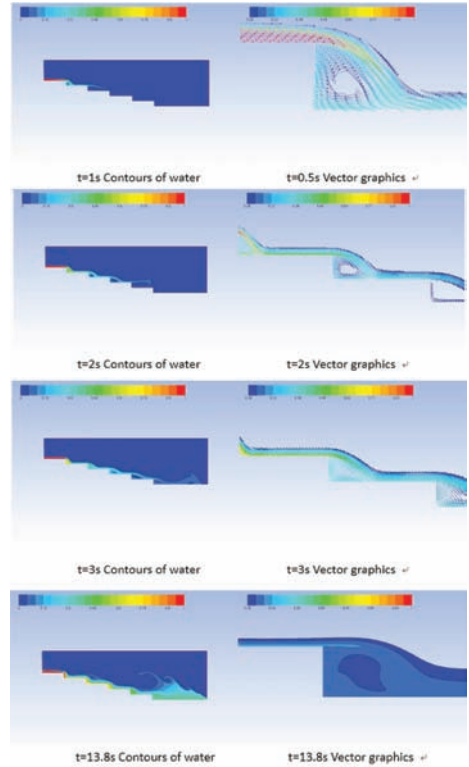 t=1s Contours of water t=0.5s Vector graphics ↵
t=2s Contours of water t=2s Vector graphics ↵
t=3s Contours of water t=3s Vector graphics ↵
t=13.8s Contours of water t=13.8s Vector graphics ↵